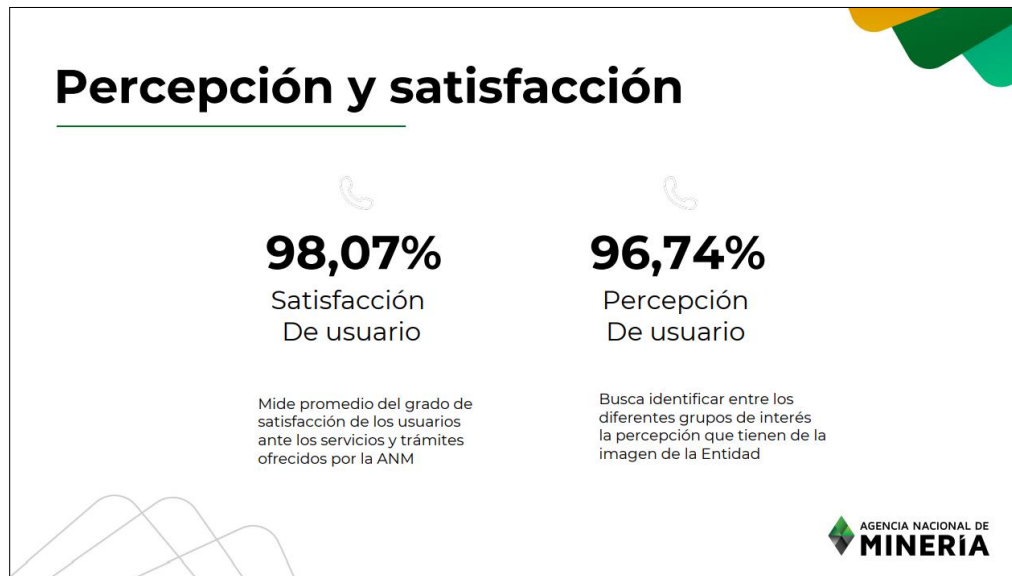 Percepción y satisfacción
98,07%
Satisfacción
De usuario
Mide promedio del grado de
satisfacción de los usuarios
ante los servicios y trámites
ofrecidos por la ANM
96,74%
Percepción
De usuario
Busca identificar entre los
diferentes grupos de interés
la percepción que tienen de la
imagen de la Entidad
AGENCIA NACIONAL DE
MINERÍA